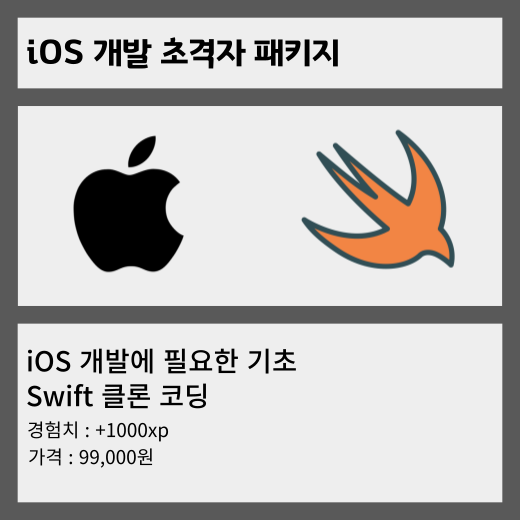 iOS 개발 초격자 패키지
iOS 개발에 필요한 기초
Swift 클론 코딩
경험치 : +1000xp
가격 : 99,000원